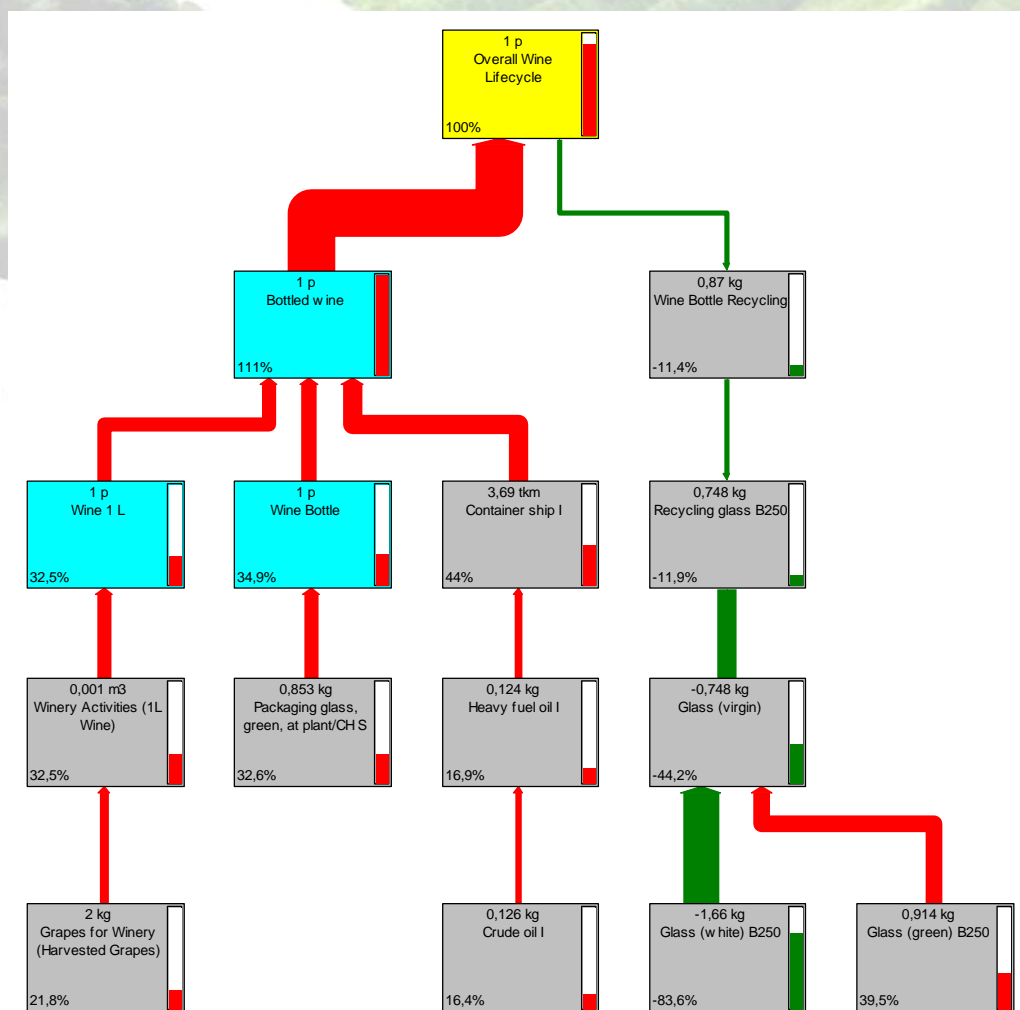 1 p
Overall Wine
Lifecycle
100%
1 p
Bottled wine
111%
0,87 kg
Wine Bottle Recycling
-11,4%
1 p
Wine 1 L
32,5%
1 p
Wine Bottle
34,9%
3,69 tkm
Container ship I
44%
0,748 kg
Recycling glass B250
-11,9%
0,001 m3
Winery Activities (1L
Wine)
32,5%
0,853 kg
Packaging glass,
green, at plant/CH S
32,6%
0,124 kg
Heavy fuel oil I
16,9%
-0,748 kg
Glass (virgin)
-44,2%
2 kg
Grapes for Winery
(Harvested Grapes)
21,8%
0,126 kg
Crude oil I
16,4%
-1,66 kg
Glass (white) B250
-83,6%
0,914 kg
Glass (green) B250
39,5%